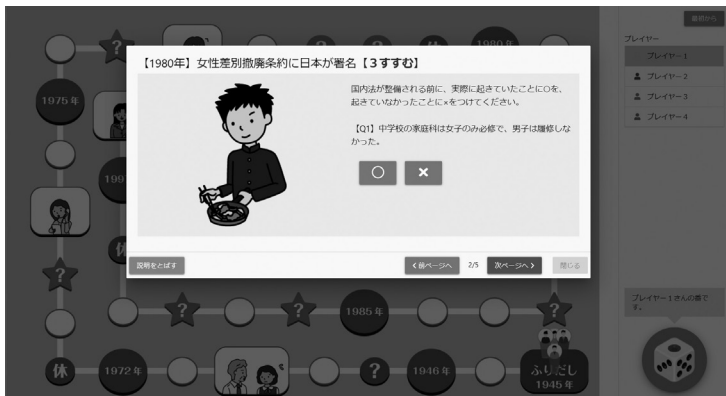 最初から
プレイヤー
プレイヤー1
プレイヤー2
プレイヤー3
プレイヤー4
?
?
?
休
1980年
【1980年】女性差別撤廃条約に日本が署名【3すすむ】
国内法が整備される前に、実際に起きていたことに○を、
起きていなかったことに×をつけてください。
【Q1】中学校の家庭科は女子のみ必修で、男子は履修しな
かった。
○
×
説明をとばす
<前ページへ
2/5
次ページへ>
閉じる
1975年
199
休
?
?
?
1985年
?
プレイヤー1さんの番で
す。
休
1972年
?
1946年
ふりだし
1945年